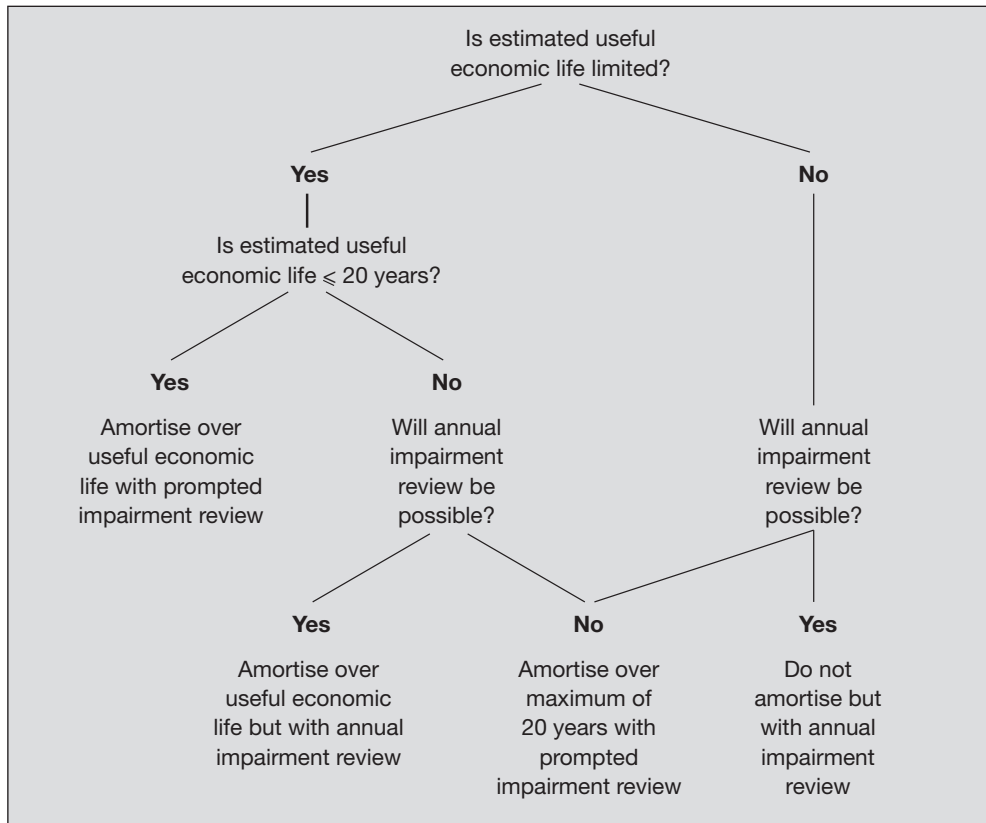 Is estimated useful
economic life limited?
Yes
No
Is estimated useful
economic life ⩽ 20 years?
Yes
No
Amortise over
useful economic
life with prompted
impairment review
Will annual
impairment
review be
possible?
Will annual
impairment
review be
possible?
Yes
No
Yes
Amortise over
useful economic
life but with annual
impairment review
Amortise over
maximum of
20 years with
prompted
impairment review
Do not
amortise but
with annual
impairment
review